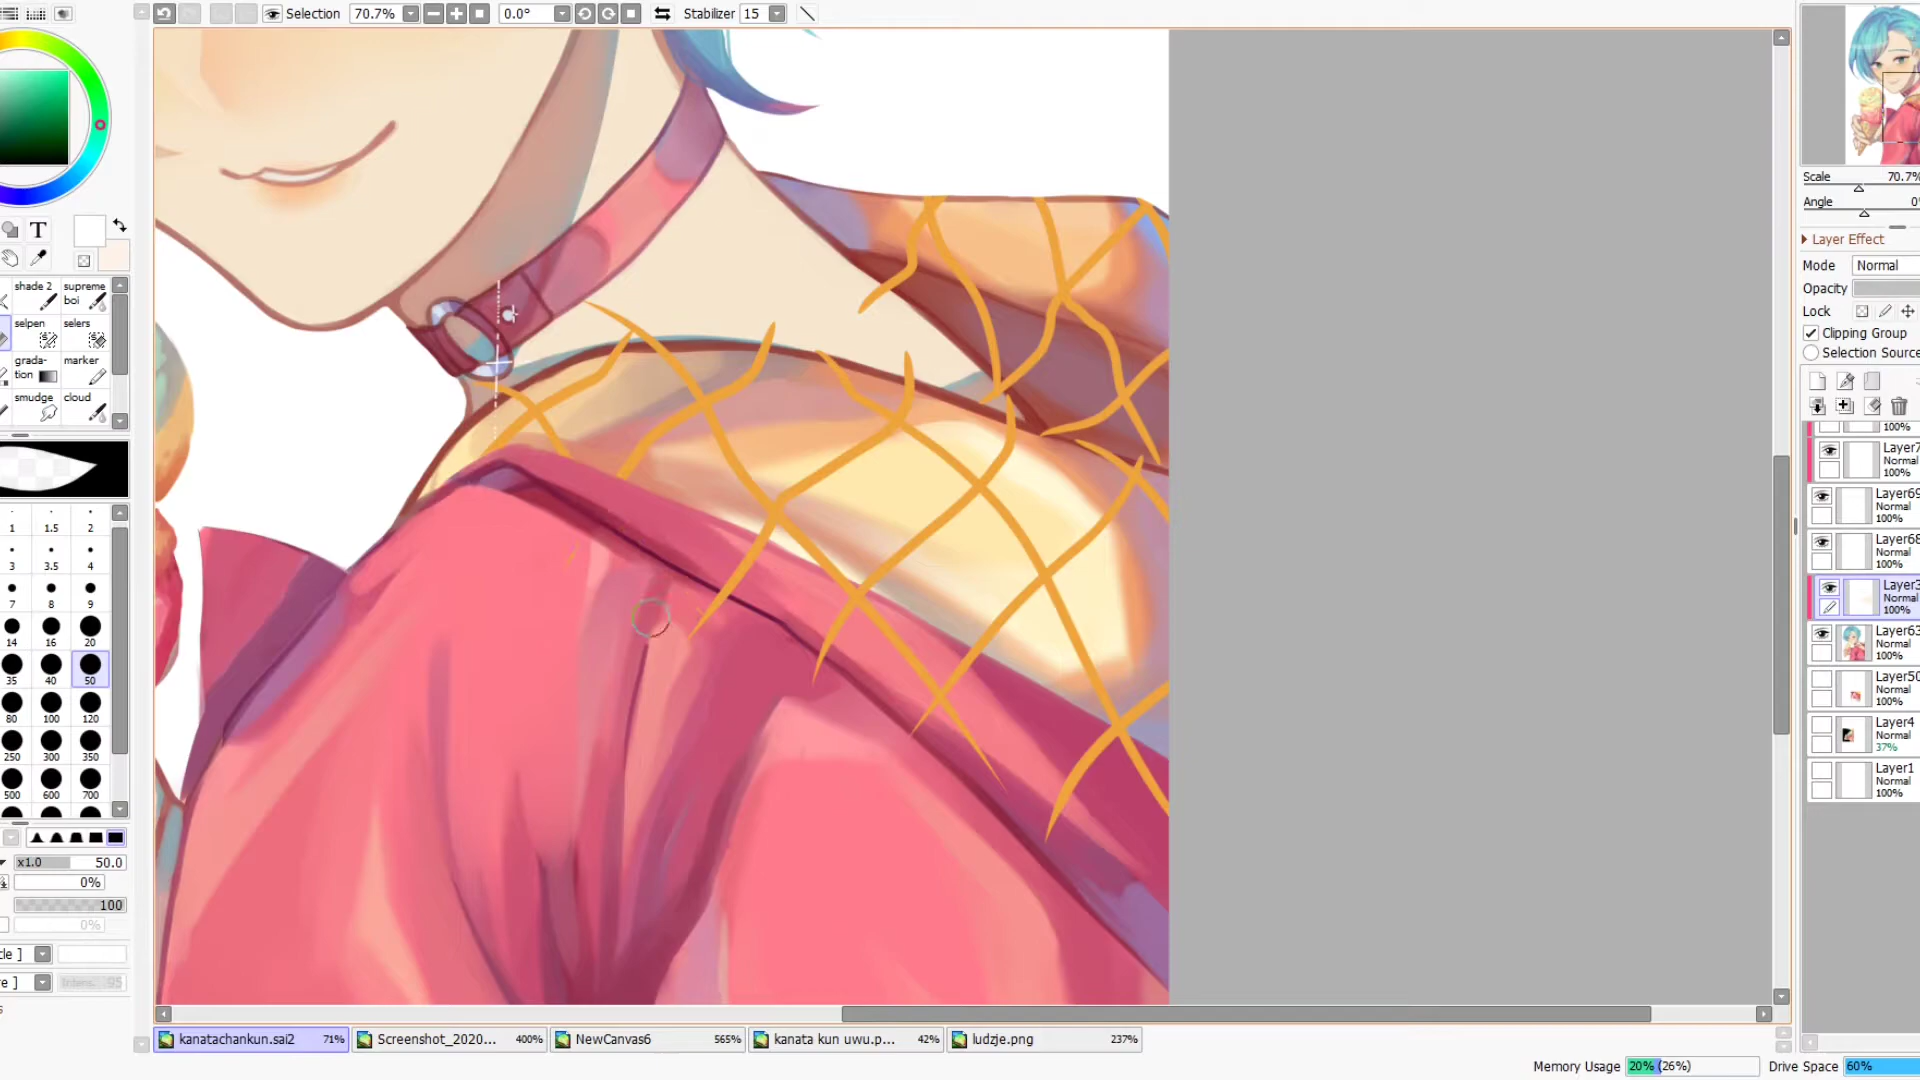 Selection 70.7% 0.0° Stabilizer 15
T
shade 2 supreme boi
selpen selers
grada-tion marker
smudge cloud
1 1.5 2
3 3.5 4
7 8 9
14 16 20
35 40 50
80 100 120
250 300 350
500 600 700
x1.0 50.0
0%
100
0%
Scale 70.7%
Angle
Layer Effect
Mode Normal
Opacity
Lock
Clipping Group
Selection Source
100%
Layer7
Normal
100%
Layer69
Normal
100%
Layer68
Normal
100%
Layer3
Normal
100%
Layer63
Normal
100%
Layer50
Normal
100%
Layer4
Normal
37%
Layer1
Normal
100%
kanatachankun.sai2 71% Screenshot_2020... 400% NewCanvas6 565% kanata kun uwu.p... 42% ludzje.png 237%
Memory Usage 20% (26%) Drive Space 60%